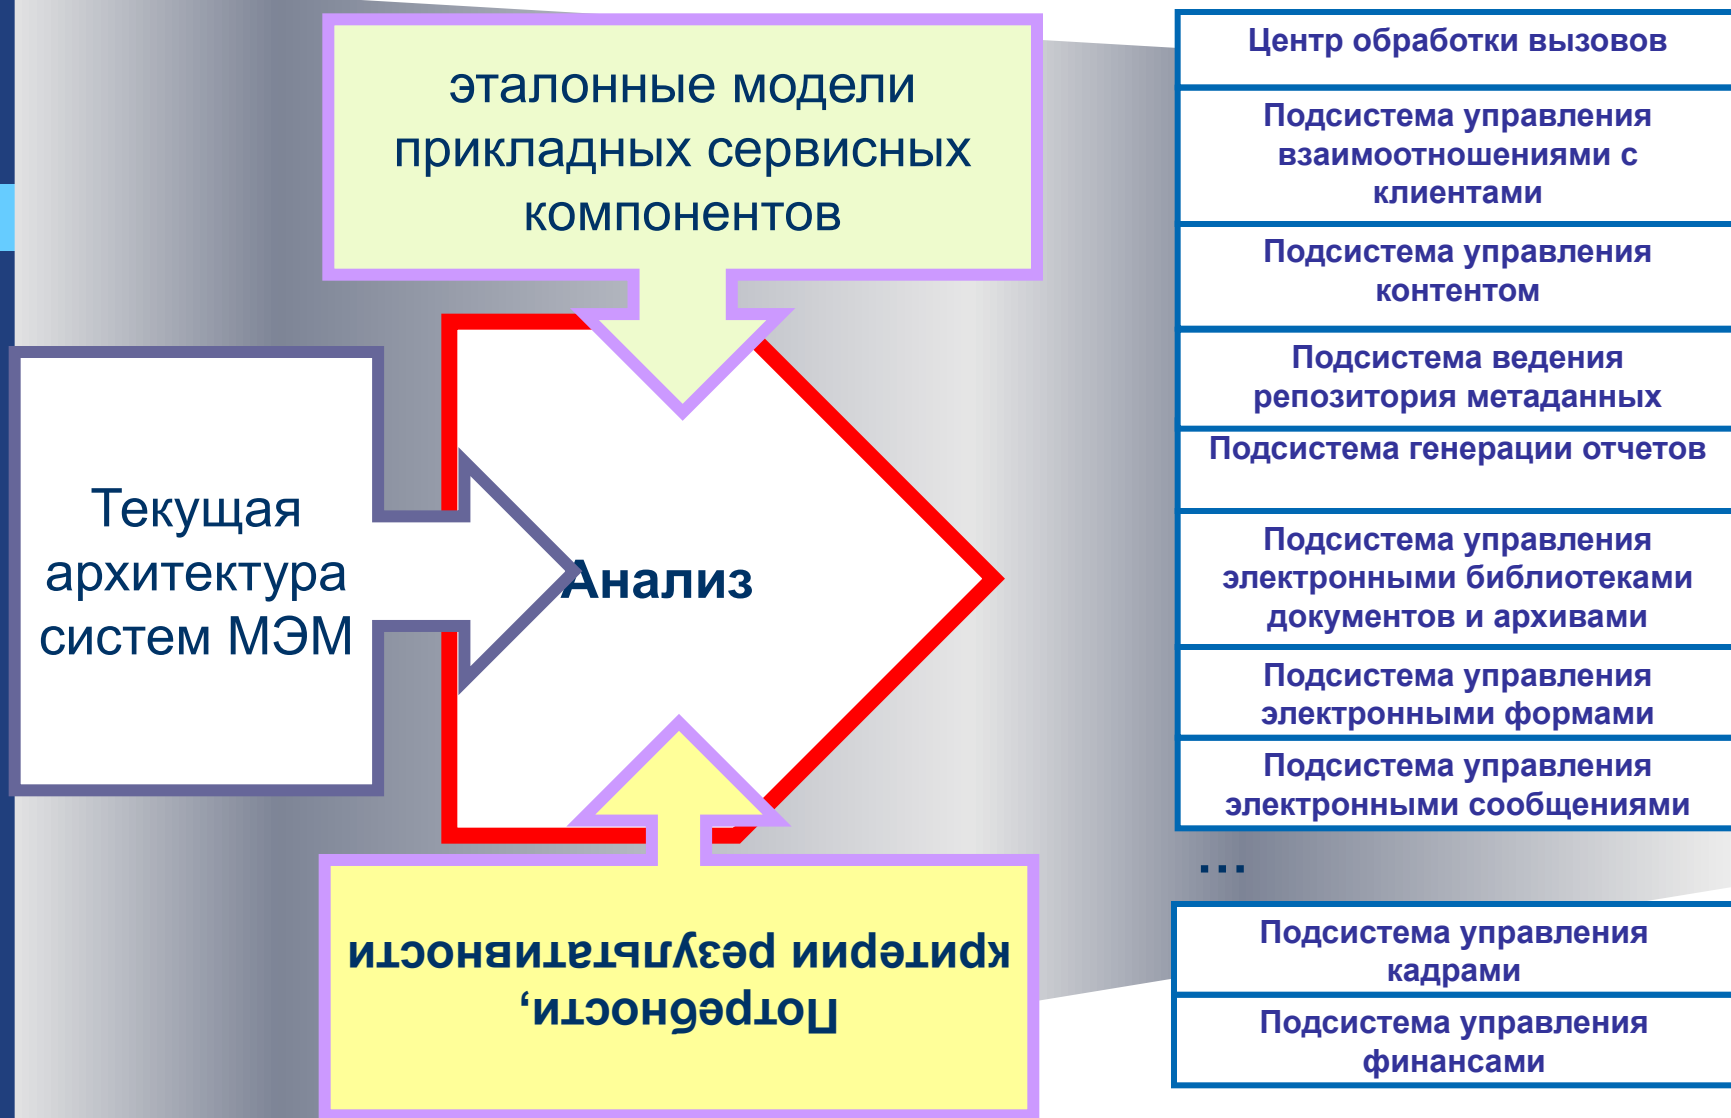 эталонные модели
прикладных сервисных
компонентов
Текущая
архитектура
систем МЭМ
Анализ
Потребности,
критерии результативности
Центр обработки вызовов
Подсистема управления
взаимоотношениями с
клиентами
Подсистема управления
контентом
Подсистема ведения
репозитория метаданных
Подсистема генерации отчетов
Подсистема управления
электронными библиотеками
документов и архивами
Подсистема управления
электронными формами
Подсистема управления
электронными сообщениями
...
Подсистема управления
кадрами
Подсистема управления
финансами